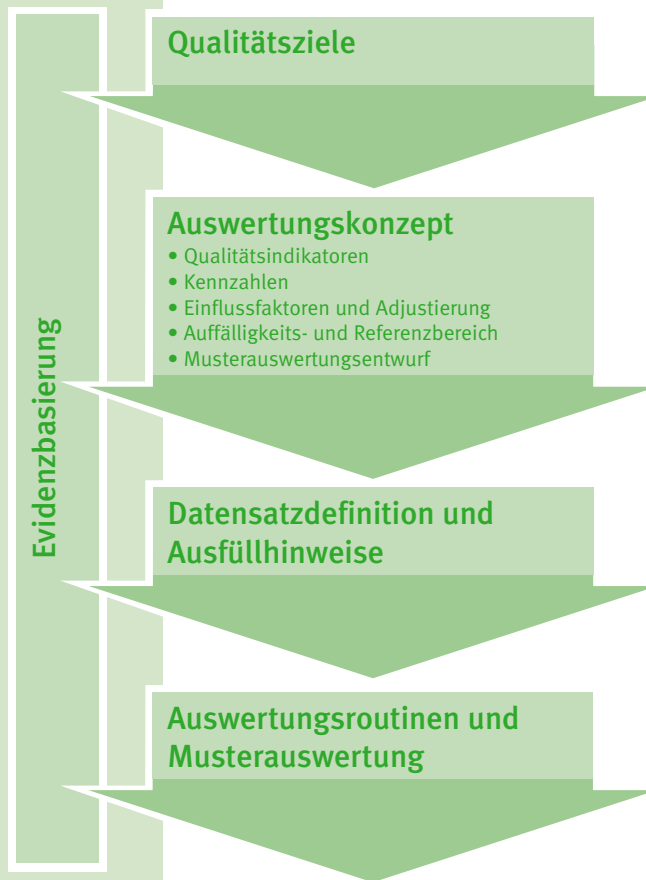 Evidenzbasierung
Qualitätsziele
Auswertungskonzept
• Qualitätsindikatoren
• Kennzahlen
• Einflussfaktoren und Adjustierung
• Auffälligkeits- und Referenzbereich
• Musterauswertungsentwurf
Datensatzdefinition und
Ausfüllhinweise
Auswertungsroutinen und
Musterauswertung